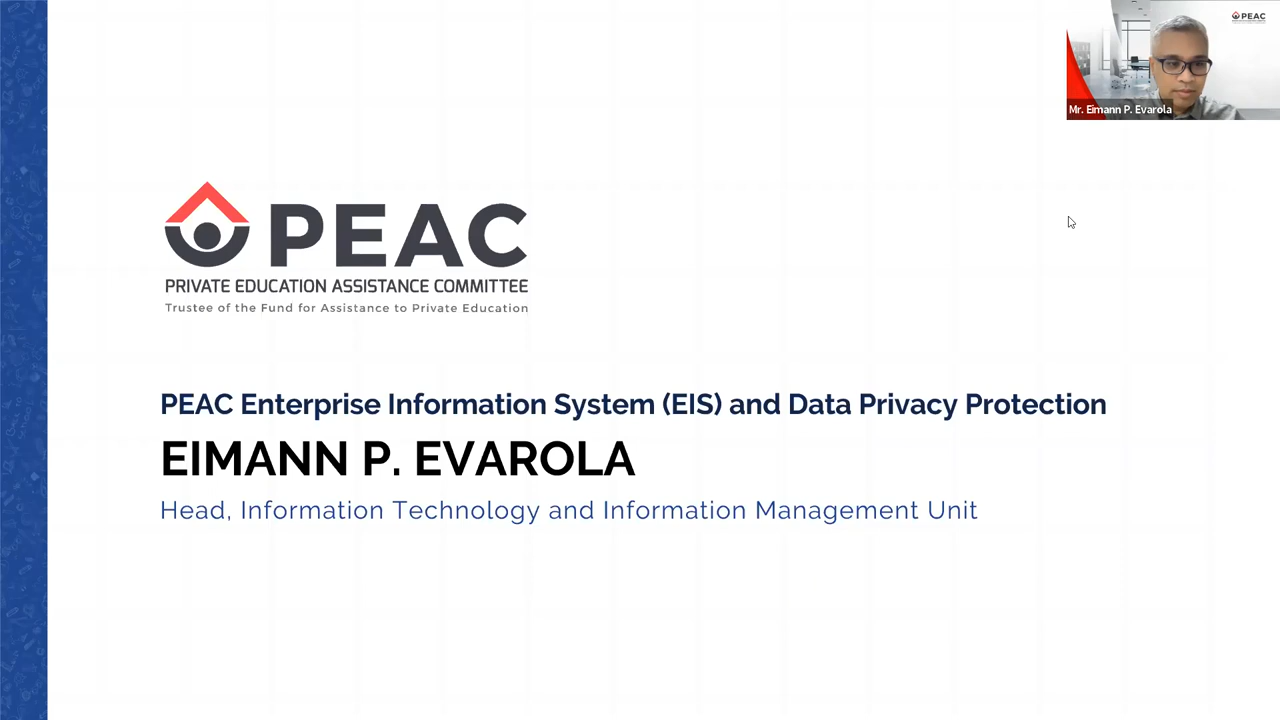 PEAC
Mr. Eimann P. Evarola
PEAC
PRIVATE EDUCATION ASSISTANCE COMMITTEE
Trustee of the Fund for Assistance to Private Education
PEAC Enterprise Information System (EIS) and Data Privacy Protection
EIMANN P. EVAROLA
Head, Information Technology and Information Management Unit